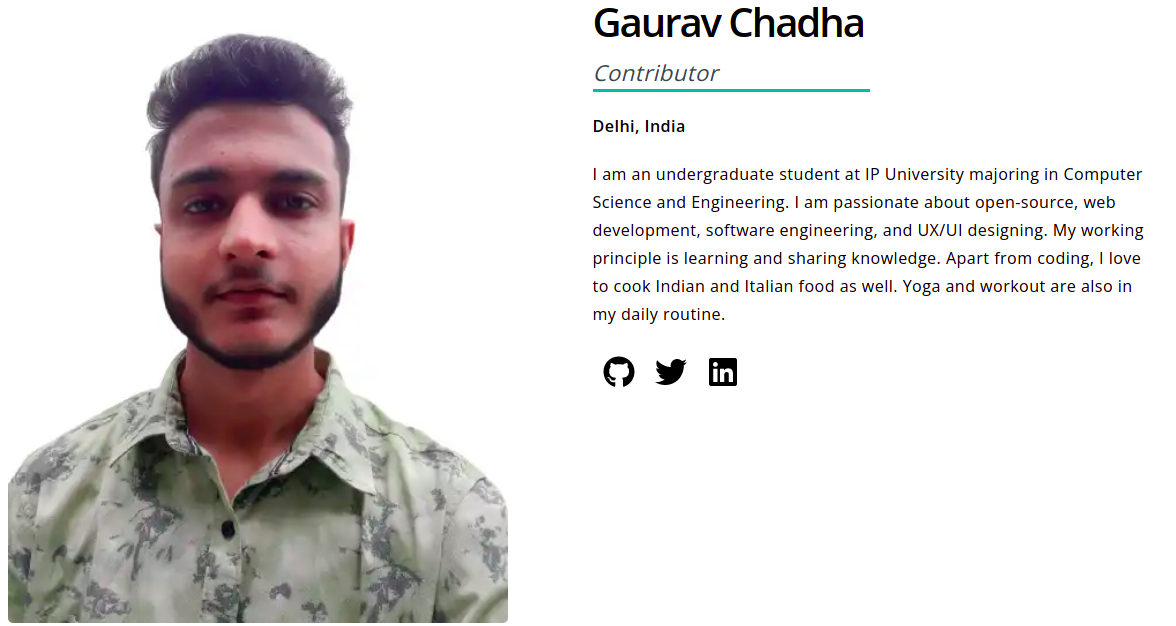 Gaurav Chadha
Contributor
Delhi, India
I am an undergraduate student at IP University majoring in Computer
Science and Engineering. I am passionate about open-source, web
development, software engineering, and UX/UI designing. My working
principle is learning and sharing knowledge. Apart from coding, I love
to cook Indian and Italian food as well. Yoga and workout are also in
my daily routine.
in